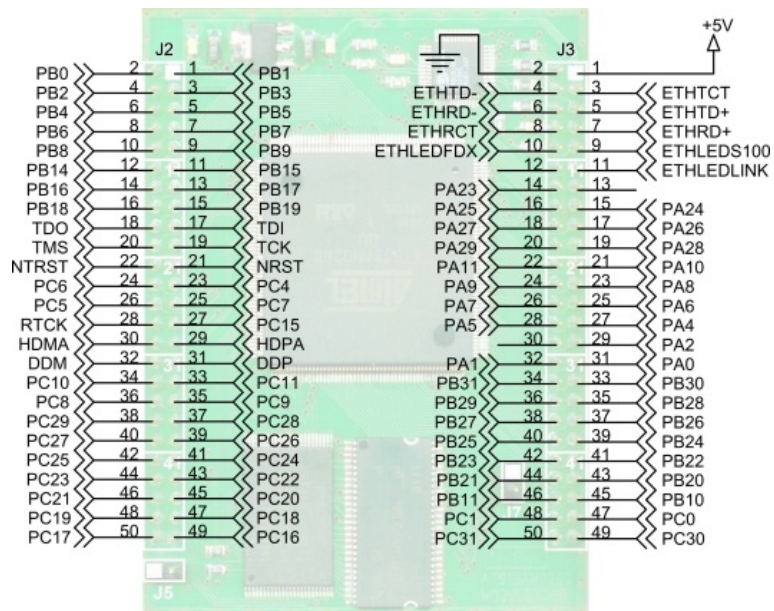 +5V
J2 J3
PB0 2 1 PB1 2 1
PB2 4 3 PB3 ETHTD- 4 3 ETHTCT
PB4 6 5 PB5 ETHRD- 6 5 ETHTD+
PB6 8 7 PB7 ETHRCT 8 7 ETHRD+
PB8 10 9 PB9 ETHLEDFDX 10 9 ETHLEDS100
PB14 12 11 PB15 12 11 ETHLEDLINK
PB16 14 13 PB17 PA23 14 13
PB18 16 15 PB19 PA25 16 15 PA24
TDO 18 17 TDI PA27 18 17 PA26
TMS 20 19 TCK PA29 20 19 PA28
NTRST 22 21 NRST PA11 22 21 PA10
PC6 24 23 PC4 PA9 24 23 PA8
PC5 26 25 PC7 PA7 26 25 PA6
RTCK 28 27 PC15 PA5 28 27 PA4
HDMA 30 29 HDPA 30 29 PA2
DDM 32 31 DDP PA1 32 31 PA0
PC10 34 33 PC11 PB31 34 33 PB30
PC8 36 35 PC9 PB29 36 35 PB28
PC29 38 37 PC28 PB27 38 37 PB26
PC27 40 39 PC26 PB25 40 39 PB24
PC25 42 41 PC24 PB23 42 41 PB22
PC23 44 43 PC22 PB21 44 43 PB20
PC21 46 45 PC20 PB11 46 45 PB10
PC19 48 47 PC18 PC1 48 47 PC0
PC17 50 49 PC16 PC31 50 49 PC30
1 1
2 2
3 3
4 4
ATMEL
J7
J5